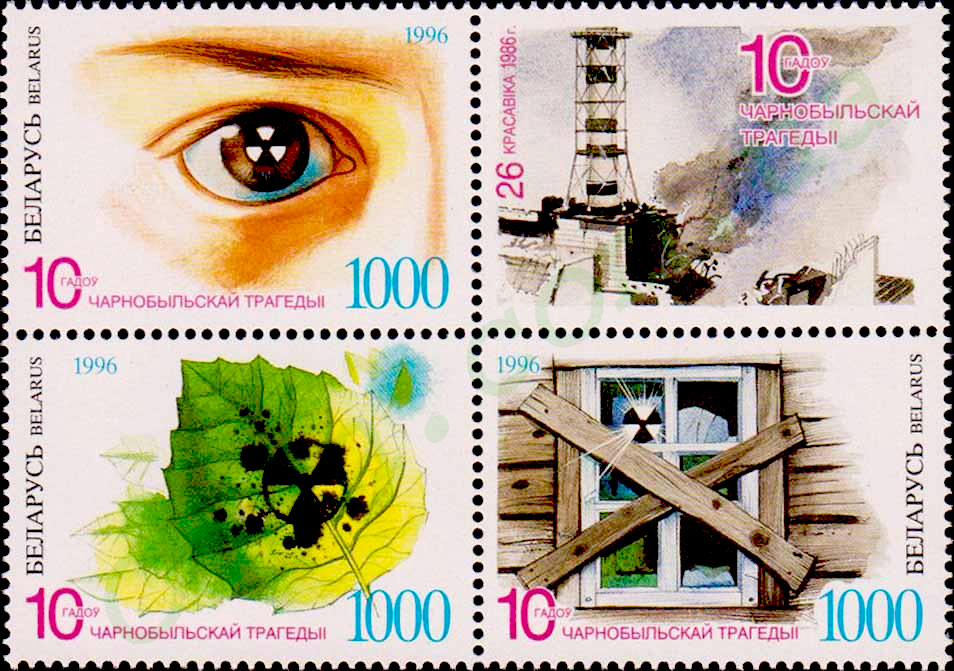 1996
БЕЛАРУСЬ BELARUS
10 ГАДОЎ
ЧАРНОБЫЛЬСКАЙ ТРАГЕДЫІ
1000
26 КРАСАВІКА 1986 г.
10 ГАДОЎ
ЧАРНОБЫЛЬСКАЙ
ТРАГЕДЫІ
1996
БЕЛАРУСЬ BELARUS
10 ГАДОЎ
ЧАРНОБЫЛЬСКАЙ ТРАГЕДЫІ
1000
1996
БЕЛАРУСЬ BELARUS
10 ГАДОЎ
ЧАРНОБЫЛЬСКАЙ ТРАГЕДЫІ
1000